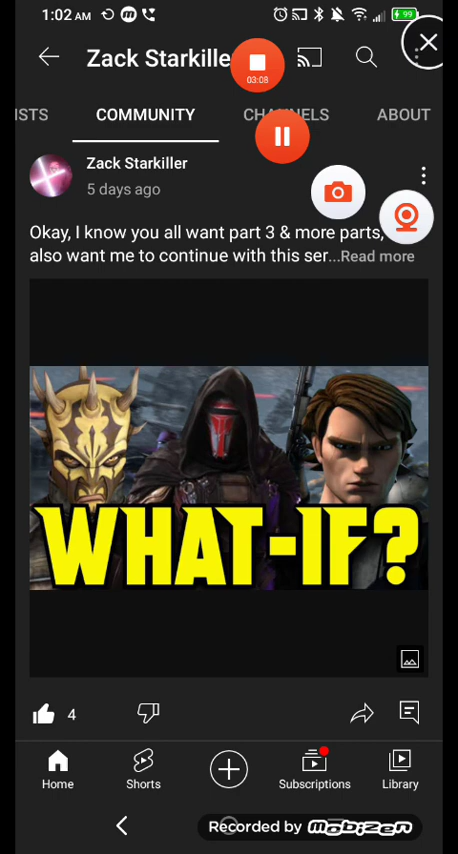 1:02 AM
99
Zack Starkille
03:08
ISTS
COMMUNITY
CHANNELS
ABOUT
Zack Starkiller
5 days ago
Okay, I know you all want part 3 & more parts,
also want me to continue with this ser...Read more
WHAT-IF?
4
Home
Shorts
Subscriptions
Library
Recorded by MOBIZEN